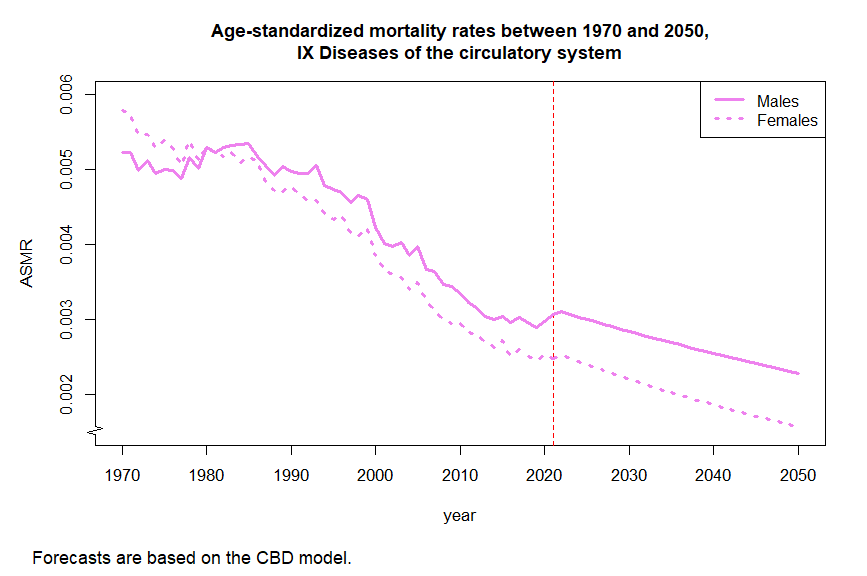 Age-standardized mortality rates between 1970 and 2050,
IX Diseases of the circulatory system
Males
Females
0.006
0.005
0.004
0.003
0.002
ASMR
1970 1980 1990 2000 2010 2020 2030 2040 2050
year
Forecasts are based on the CBD model.